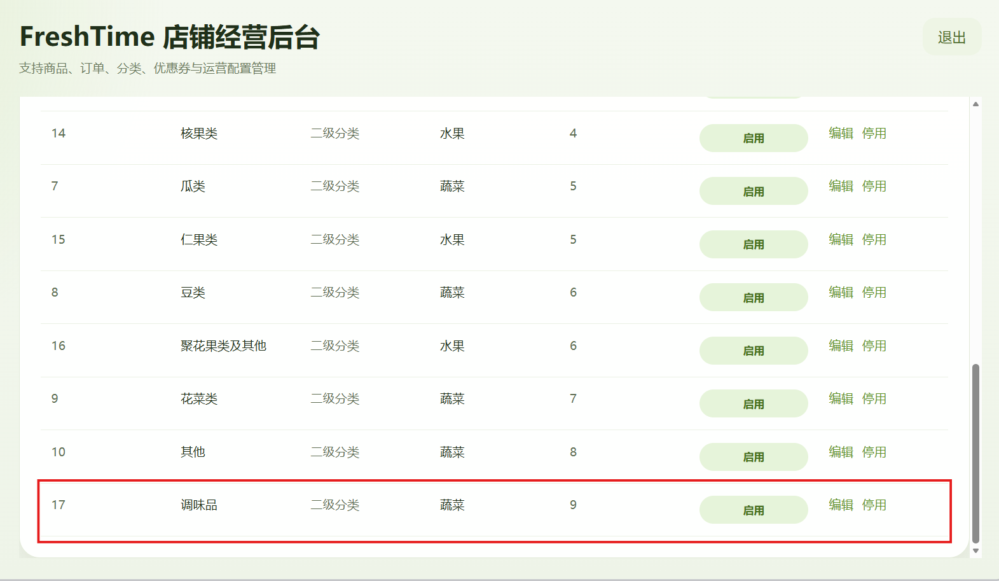 FreshTime 店铺经营后台
退出
支持商品、订单、分类、优惠券与运营配置管理
14 核果类 二级分类 水果 4 启用 编辑 停用
7 瓜类 二级分类 蔬菜 5 启用 编辑 停用
15 仁果类 二级分类 水果 5 启用 编辑 停用
8 豆类 二级分类 蔬菜 6 启用 编辑 停用
16 聚花果类及其他 二级分类 水果 6 启用 编辑 停用
9 花菜类 二级分类 蔬菜 7 启用 编辑 停用
10 其他 二级分类 蔬菜 8 启用 编辑 停用
17 调味品 二级分类 蔬菜 9 启用 编辑 停用